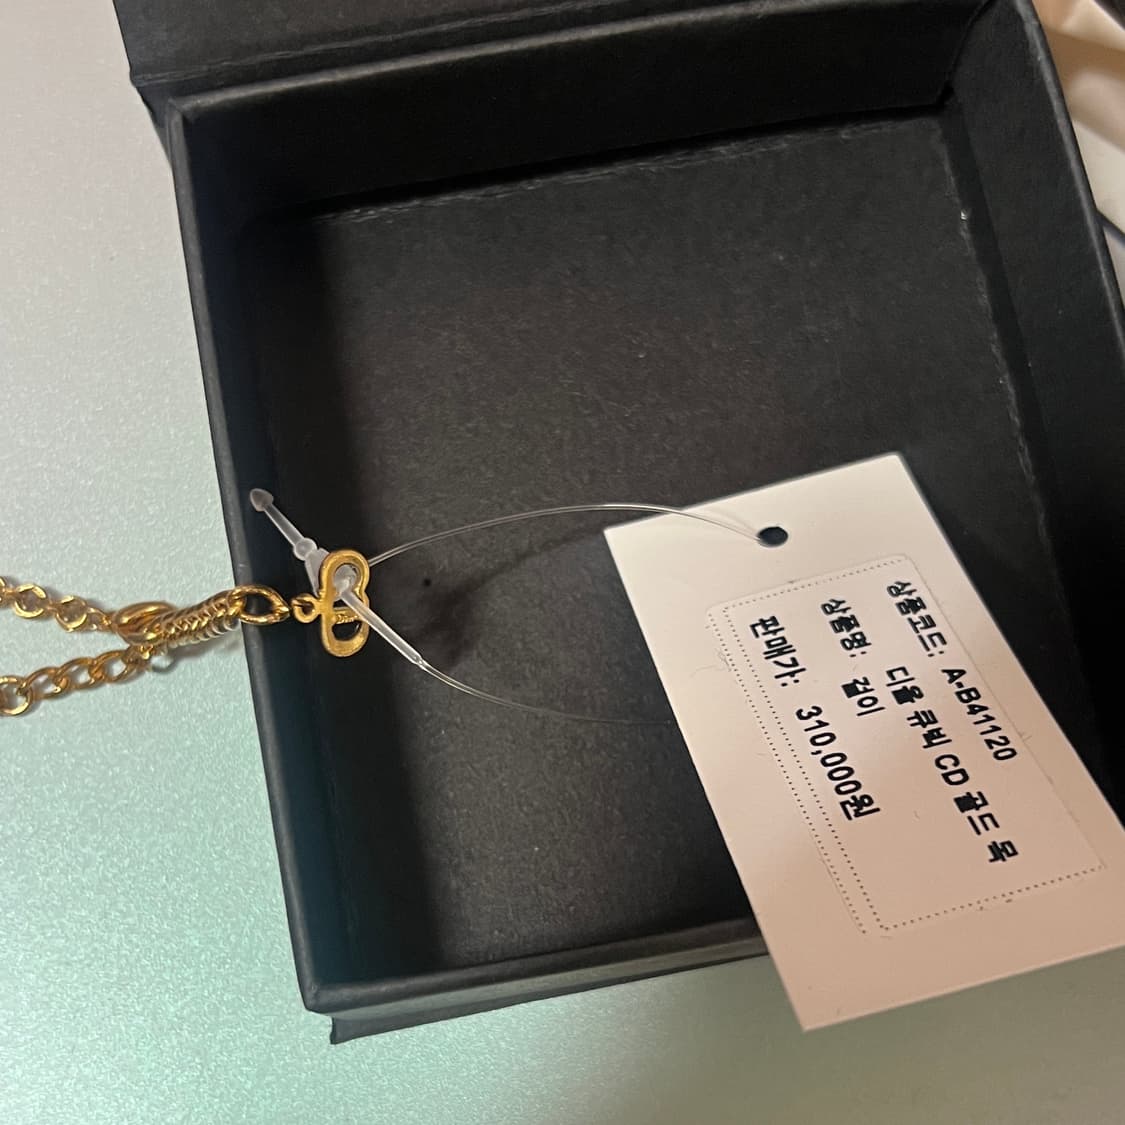 상품코드: A-B41120
디올 큐빅 CD 골드 목
상품명: 걸이
판매가: 310,000원